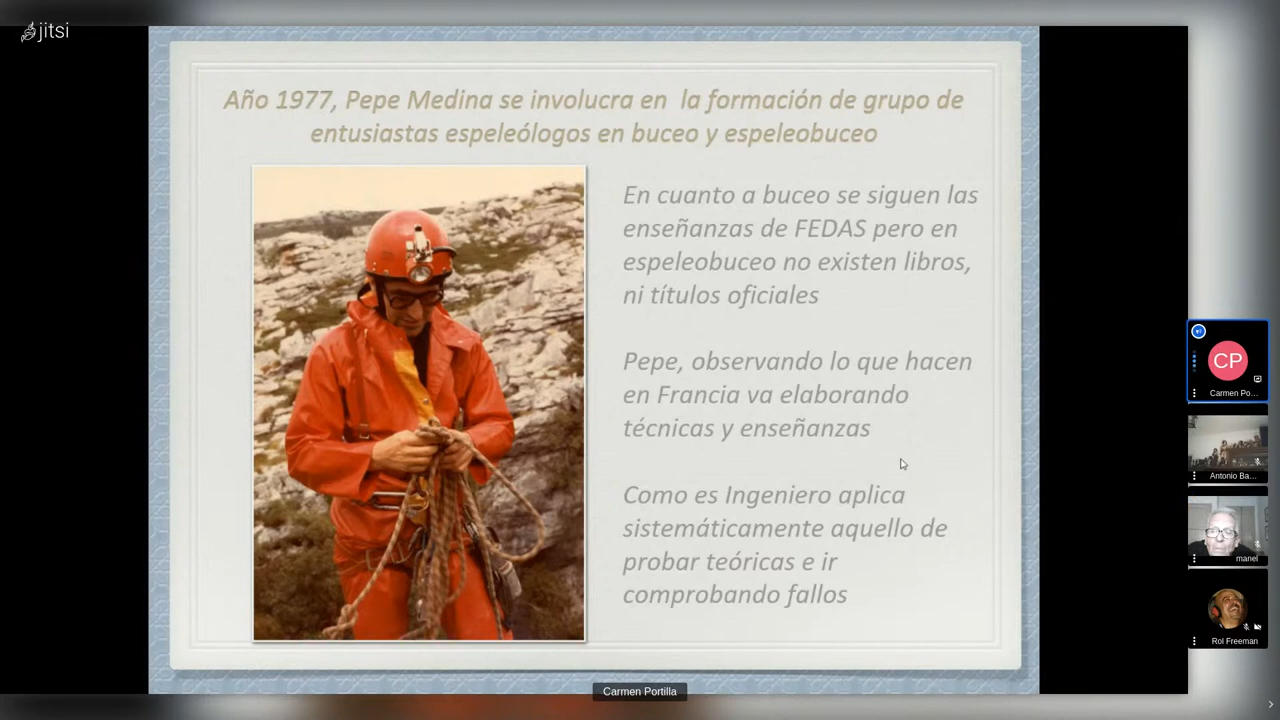 jitsi
Año 1977, Pepe Medina se involucra en la formación de grupo de
entusiastas espeleólogos en buceo y espeleobuceo
En cuanto a buceo se siguen las
enseñanzas de FEDAS pero en
espeleobuceo no existen libros,
ni títulos oficiales
Pepe, observando lo que hacen
en Francia va elaborando
técnicas y enseñanzas
Como es Ingeniero aplica
sistemáticamente aquello de
probar teóricas e ir
comprobando fallos
CP
Carmen Po...
Antonio Ba...
manel
Rol Freeman
Carmen Portilla